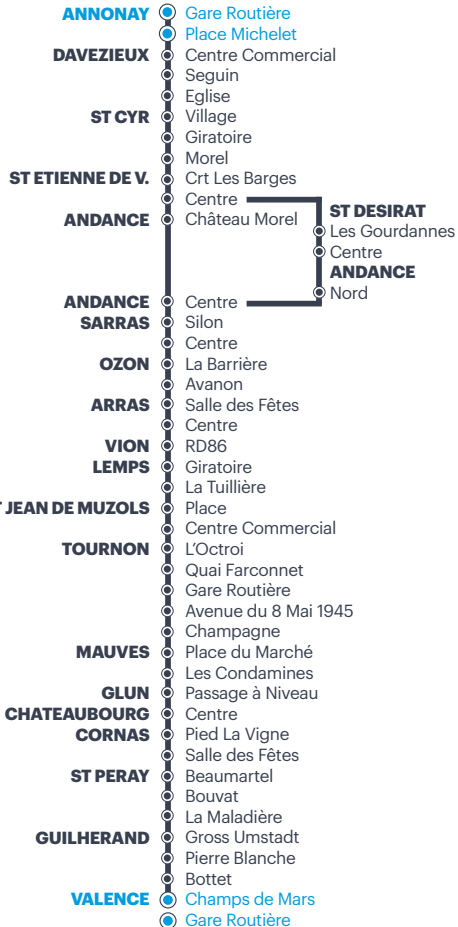 ANNONAY Gare Routière
Place Michelet
DAVEZIEUX Centre Commercial
Seguin
Eglise
ST CYR Village
Giratoire
Morel
ST ETIENNE DE V. Crt Les Barges
Centre
ANDANCE Château Morel
ST DESIRAT
Les Gourdannes
Centre
ANDANCE
Nord
ANDANCE Centre
SARRAS Silon
Centre
OZON La Barrière
Avanon
ARRAS Salle des Fêtes
Centre
VION RD86
LEMPS Giratoire
La Tuillière
T JEAN DE MUZOLS Place
Centre Commercial
TOURNON L'Octroi
Quai Farconnet
Gare Routière
Avenue du 8 Mai 1945
Champagne
MAUVES Place du Marché
Les Condamines
GLUN Passage à Niveau
CHATEAUBOURG Centre
CORNAS Pied La Vigne
Salle des Fêtes
ST PERAY Beaumartel
Bouvat
La Maladière
GUILHERAND Gross Umstadt
Pierre Blanche
Bottet
VALENCE Champs de Mars
Gare Routière